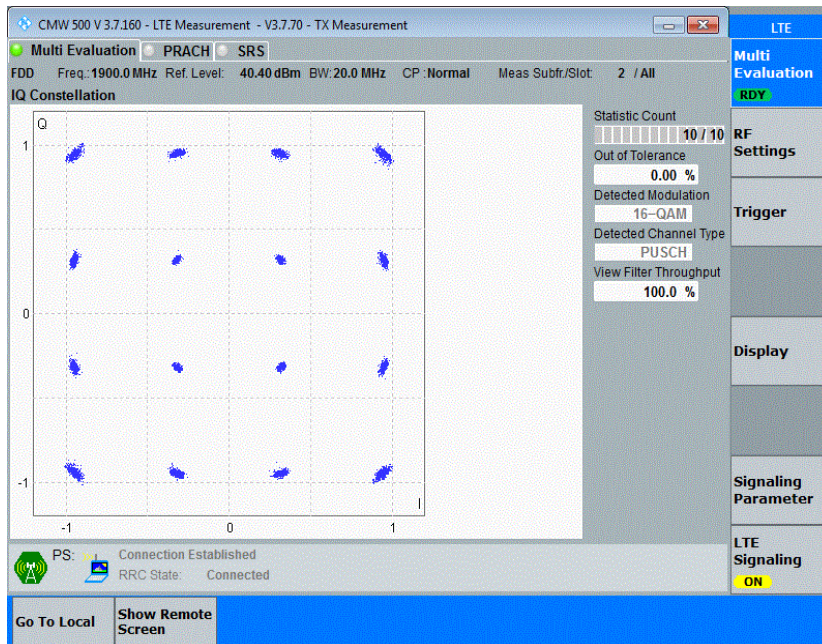 CMW 500 V 3.7.160 - LTE Measurement - V3.7.70 - TX Measurement
LTE
Multi Evaluation PRACH SRS
Multi
Evaluation
RDY
FDD Freq.: 1900.0 MHz Ref. Level: 40.40 dBm BW: 20.0 MHz CP : Normal Meas Subfr./Slot: 2 / All
IQ Constellation
Q
1
0
-1
I
-1 0 1
Statistic Count
10 / 10
Out of Tolerance
0.00 %
Detected Modulation
16-QAM
Detected Channel Type
PUSCH
View Filter Throughput
100.0 %
RF
Settings
Trigger
Display
Signaling
Parameter
LTE
Signaling
ON
PS: Connection Established
RRC State: Connected
Go To Local
Show Remote
Screen